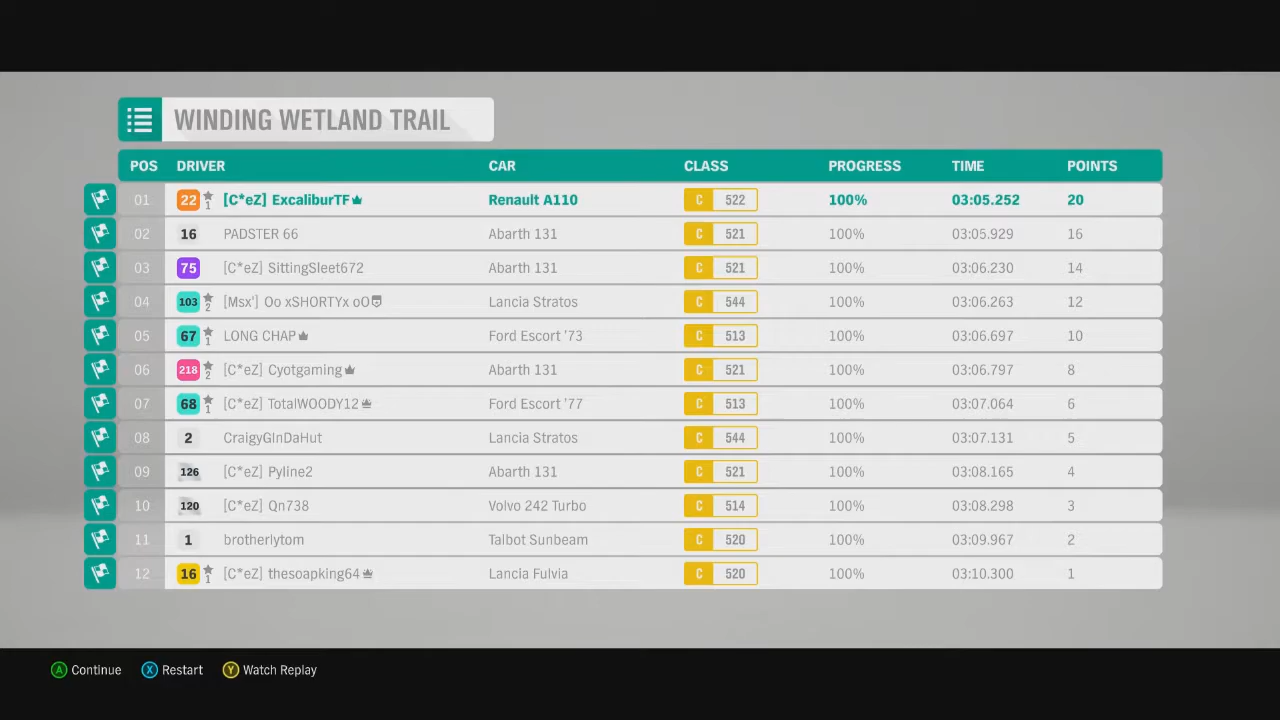 WINDING WETLAND TRAIL
POS DRIVER CAR CLASS PROGRESS TIME POINTS
01 22 1 [C*eZ] ExcaliburTF Renault A110 C 522 100% 03:05.252 20
02 16 PADSTER 66 Abarth 131 C 521 100% 03:05.929 16
03 75 [C*eZ] SittingSleet672 Abarth 131 C 521 100% 03:06.230 14
04 103 2 [Msx'] Oo xSHORTYx oO Lancia Stratos C 544 100% 03:06.263 12
05 67 1 LONG CHAP Ford Escort '73 C 513 100% 03:06.697 10
06 218 2 [C*eZ] Cyotgaming Abarth 131 C 521 100% 03:06.797 8
07 68 1 [C*eZ] TotalWOODY12 Ford Escort '77 C 513 100% 03:07.064 6
08 2 CraigyGInDaHut Lancia Stratos C 544 100% 03:07.131 5
09 126 [C*eZ] Pyline2 Abarth 131 C 521 100% 03:08.165 4
10 120 [C*eZ] Qn738 Volvo 242 Turbo C 514 100% 03:08.298 3
11 1 brotherlytom Talbot Sunbeam C 520 100% 03:09.967 2
12 16 1 [C*eZ] thesoapking64 Lancia Fulvia C 520 100% 03:10.300 1
A Continue X Restart Y Watch Replay